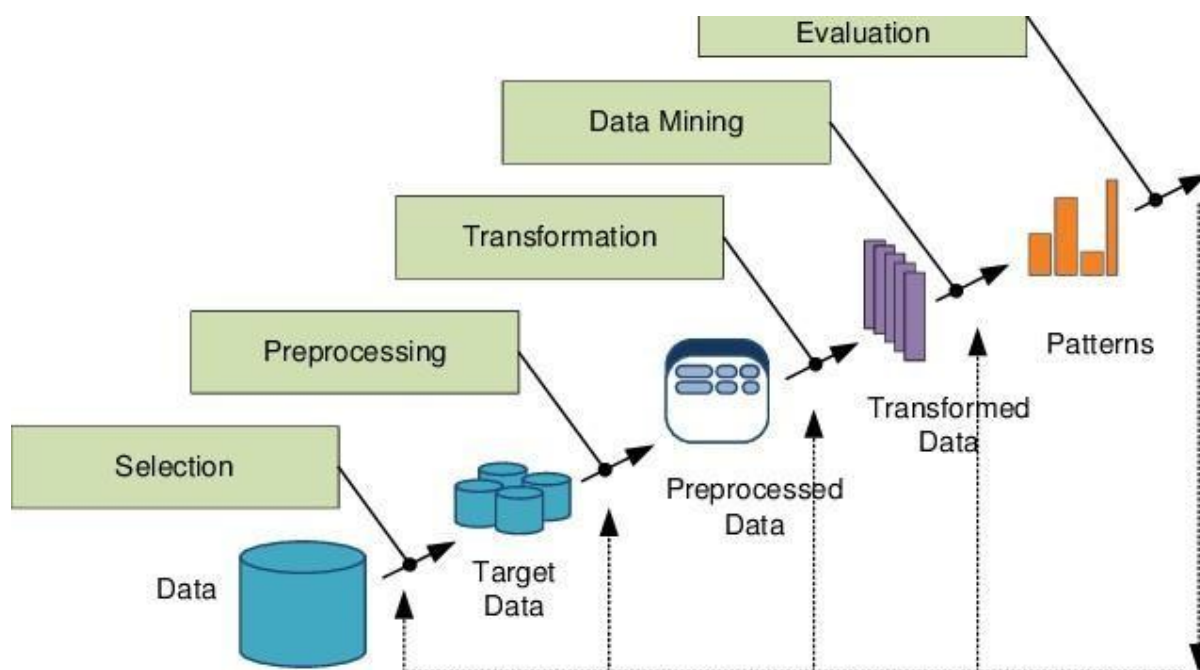 Evaluation
Data Mining
Transformation
Patterns
Preprocessing
Transformed
Data
Selection
Preprocessed
Data
Target
Data
Data